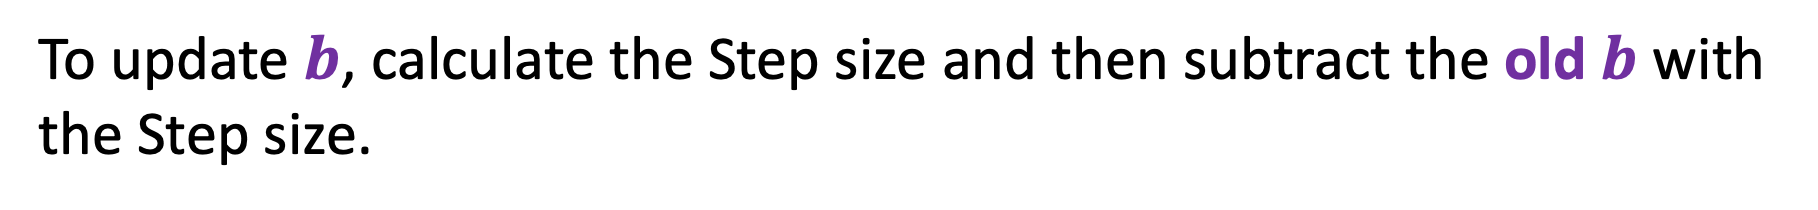 To update b, calculate the Step size and then subtract the old b with
the Step size.